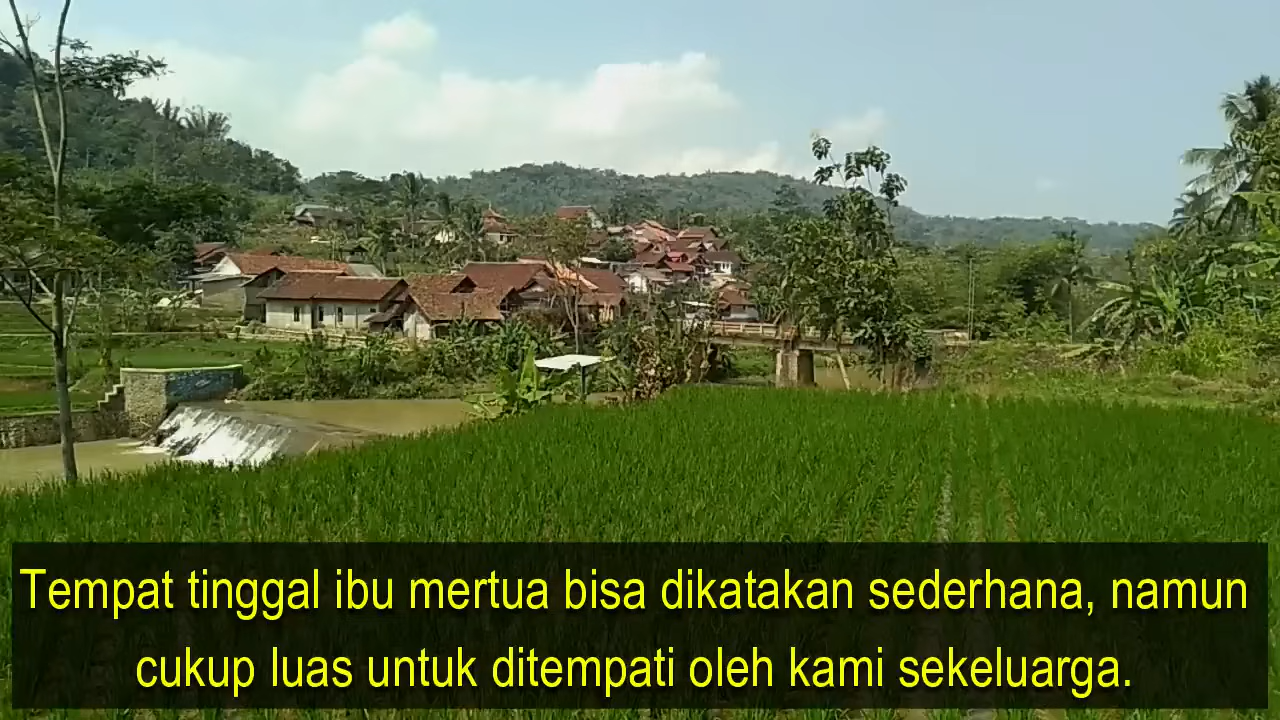 Tempat tinggal ibu mertua bisa dikatakan sederhana, namun
cukup luas untuk ditempati oleh kami sekeluarga.